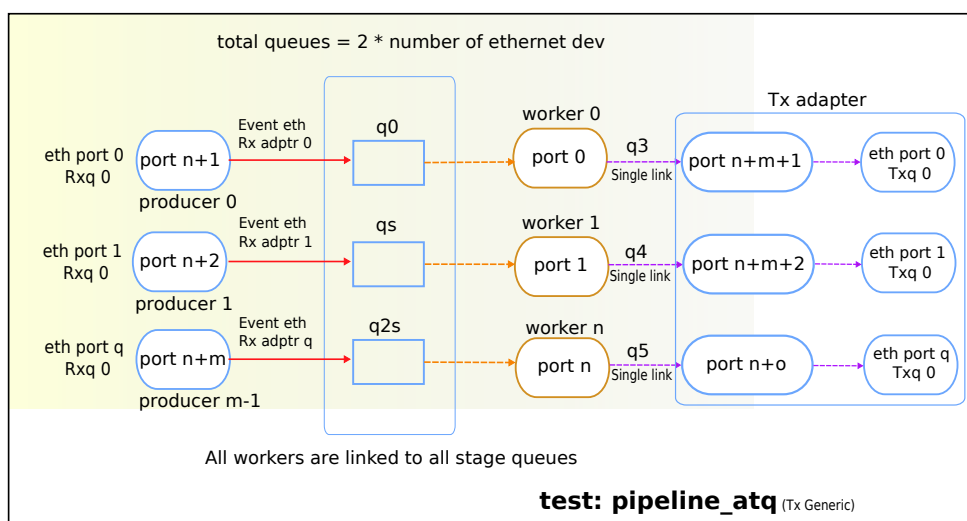 total queues = 2 * number of ethernet dev
Tx adapter
eth port 0
Rxq 0
port n+1
producer 0
Event eth
Rx adptr 0
q0
worker 0
port 0
q3
Single link
port n+m+1
eth port 0
Txq 0
eth port 1
Rxq 0
port n+2
producer 1
Event eth
Rx adptr 1
qs
worker 1
port 1
q4
Single link
port n+m+2
eth port 1
Txq 0
eth port q
Rxq 0
port n+m
producer m-1
Event eth
Rx adptr q
q2s
worker n
port n
q5
Single link
port n+o
eth port q
Txq 0
All workers are linked to all stage queues
test: pipeline_atq (Tx Generic)